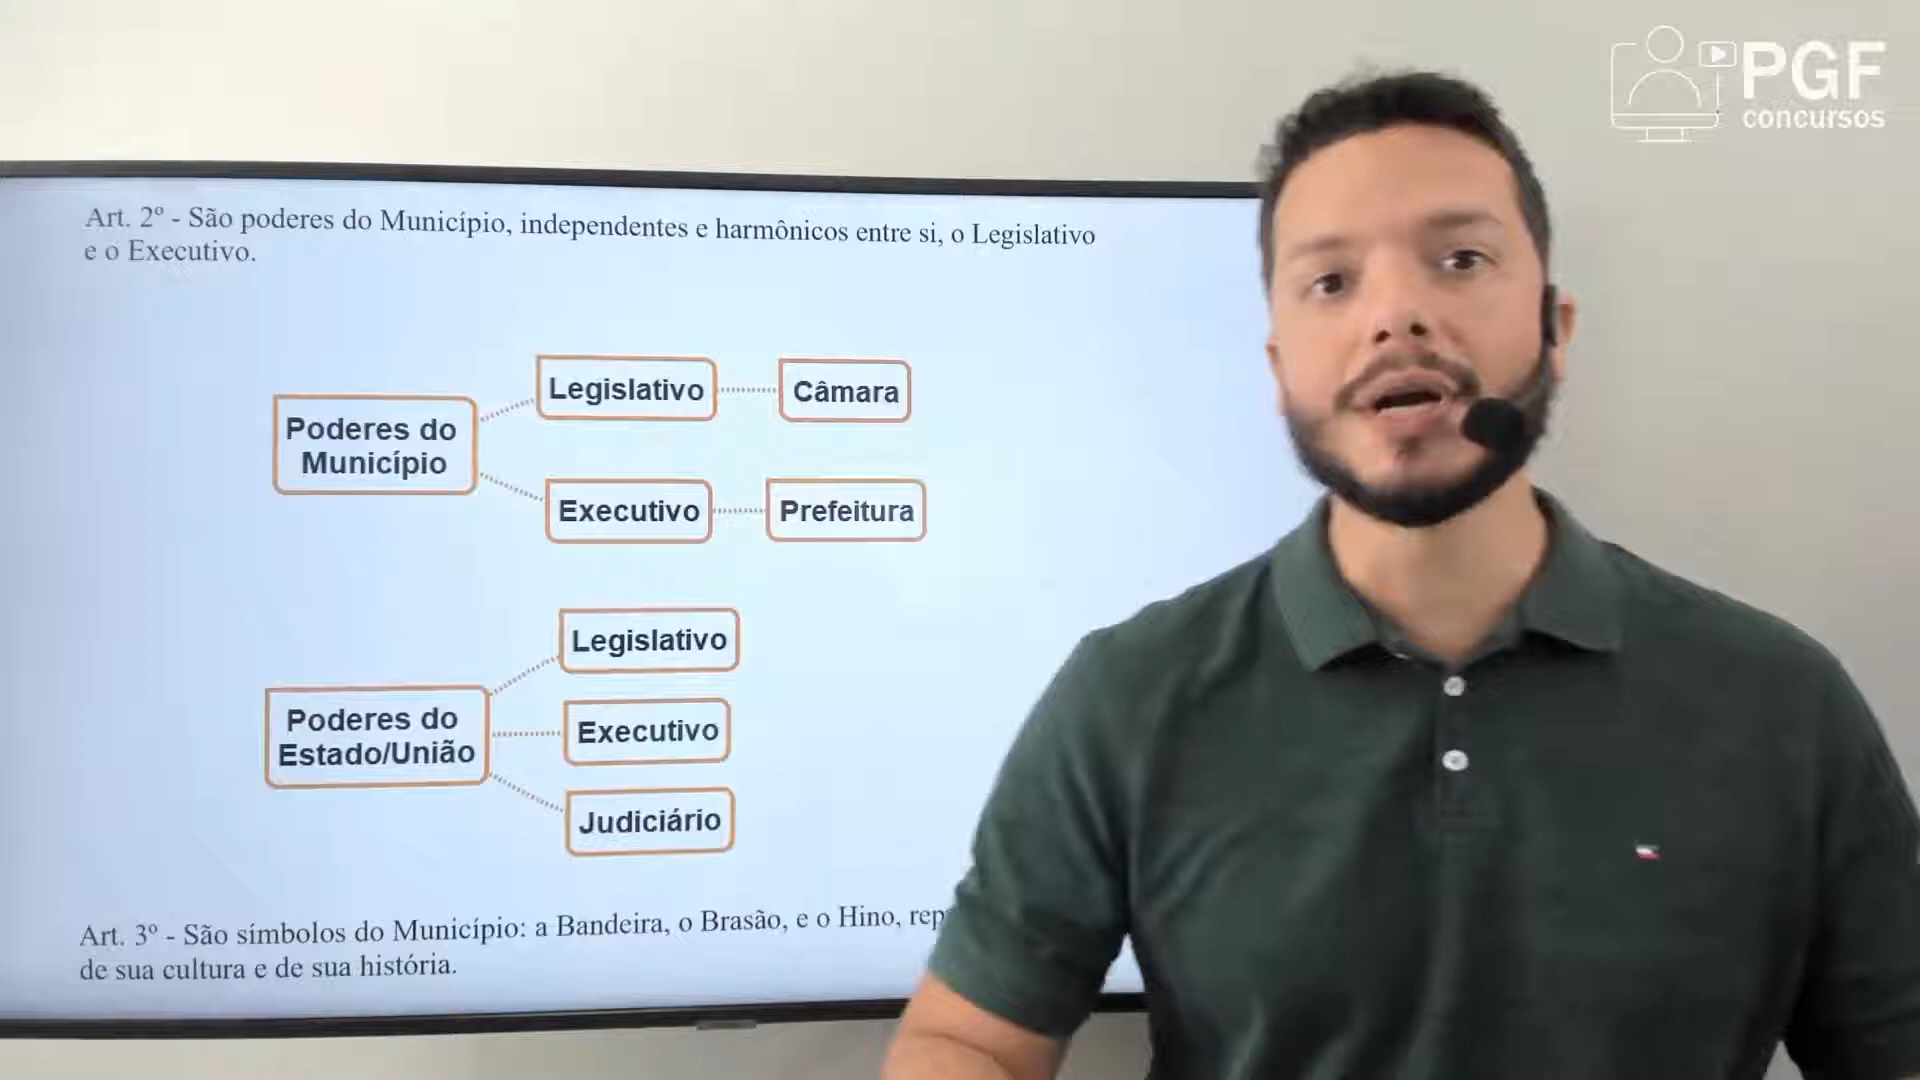 PGF
concursos
Art. 2º - São poderes do Município, independentes e harmônicos entre si, o Legislativo
e o Executivo.
Legislativo
Câmara
Poderes do
Município
Executivo
Prefeitura
Legislativo
Poderes do
Estado/União
Executivo
Judiciário
Art. 3º - São símbolos do Município: a Bandeira, o Brasão, e o Hino,
de sua cultura e de sua história.